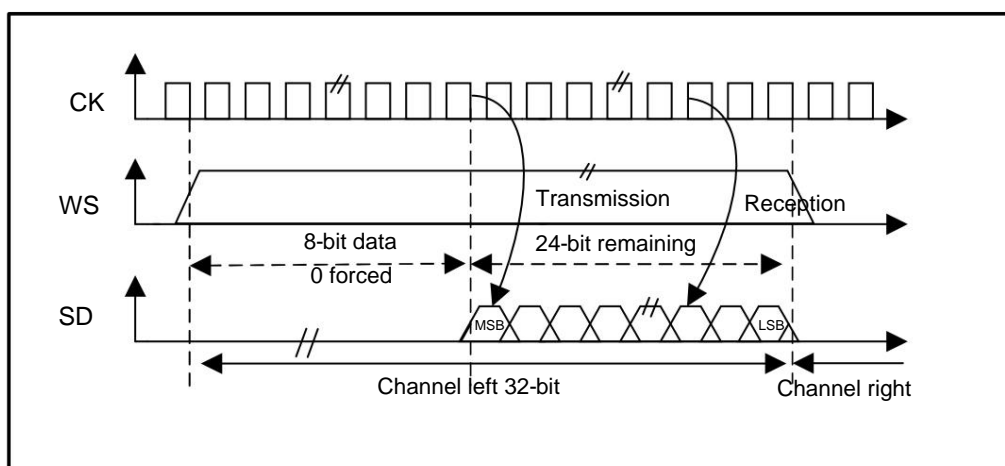 CK
WS
Transmission
Reception
8-bit data
24-bit remaining
0 forced
SD
MSB
LSB
Channel left 32-bit
Channel right